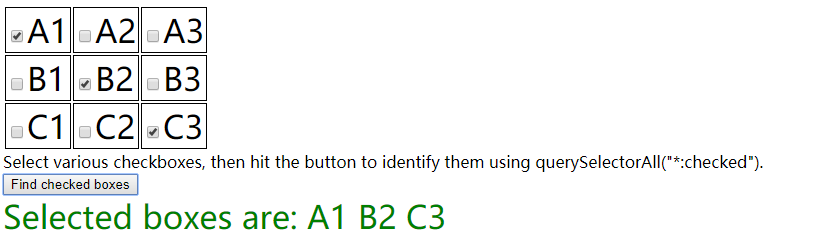 A1 A2 A3
B1 B2 B3
C1 C2 C3
Select various checkboxes, then hit the button to identify them using querySelectorAll("*:checked").
Find checked boxes
Selected boxes are: A1 B2 C3